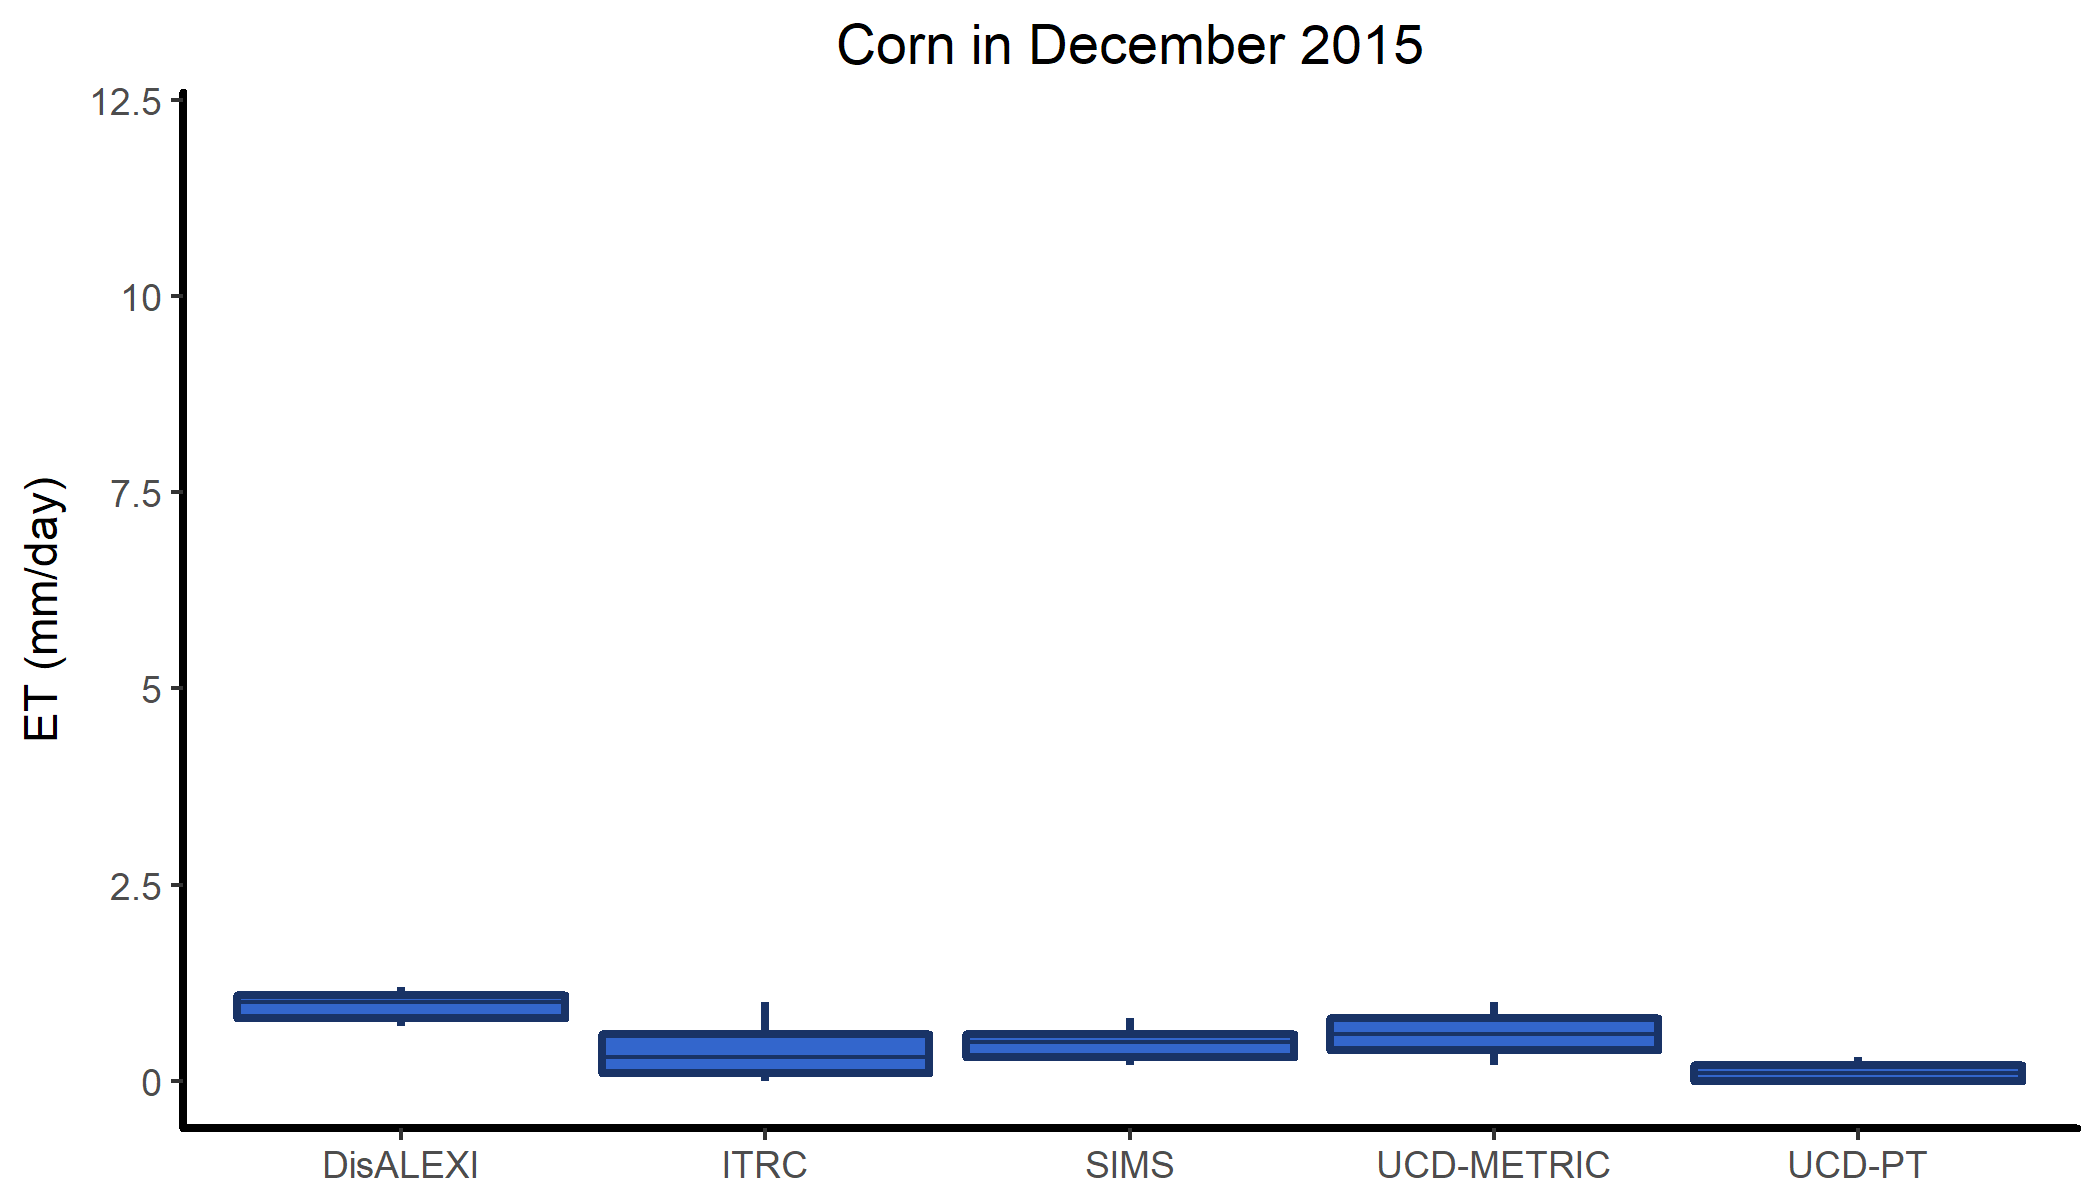 Corn in December 2015
12.5
10
7.5
5
2.5
0
ET (mm/day)
DisALEXI ITRC SIMS UCD-METRIC UCD-PT